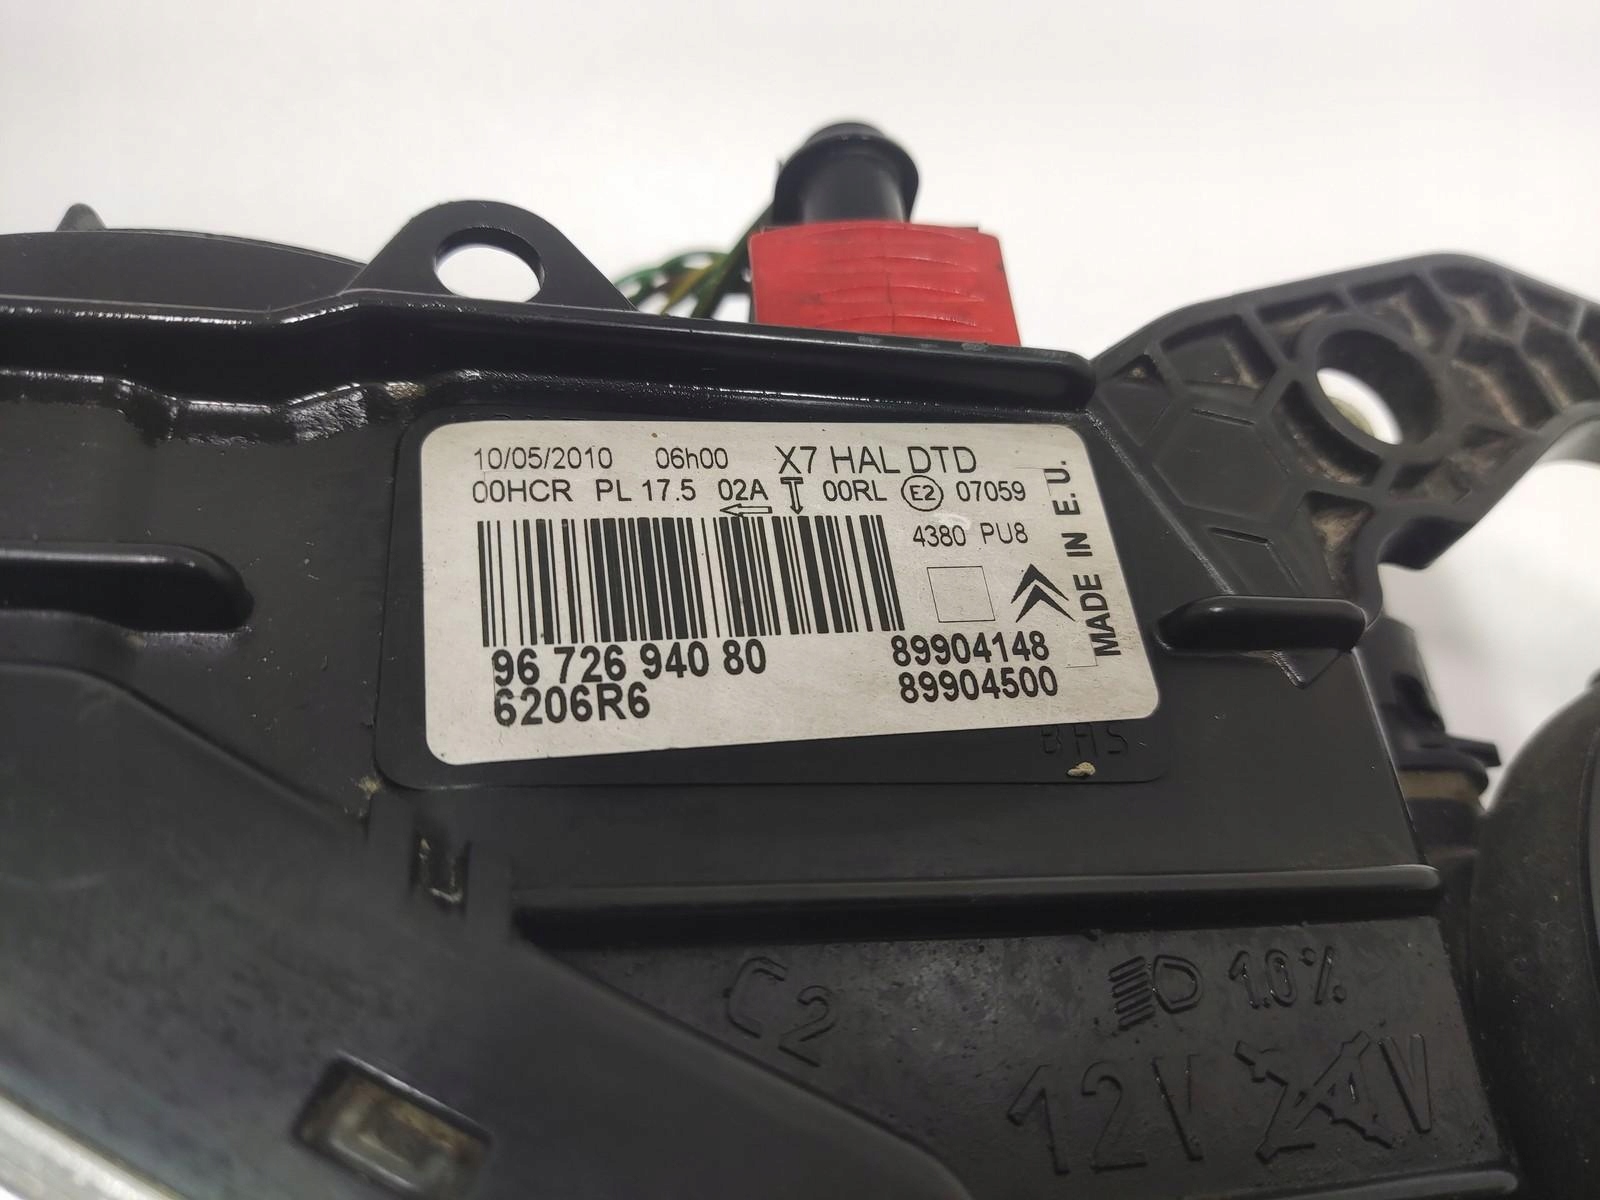 10/05/2010 06h00 X7 HAL DTD
00HCR PL 17.5 02A 00RL E2 07059
4380 PU8
MADE IN E.U.
96 726 940 80
6206R6
89904148
89904500
C2
1.0%
12V 24V